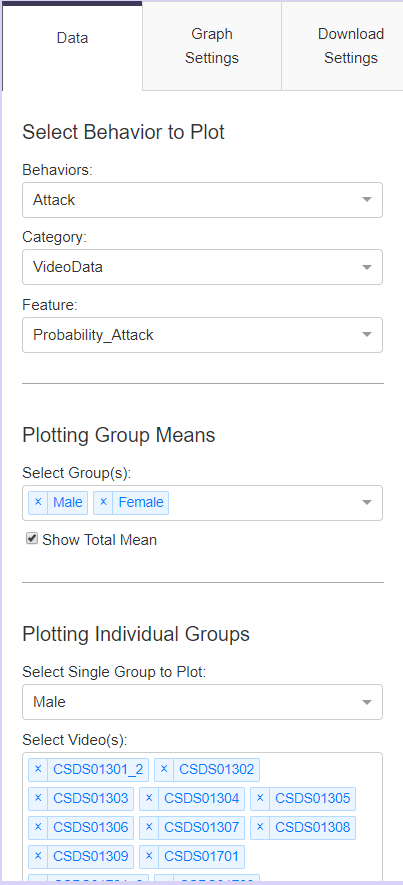 Data
Graph
Settings
Download
Settings
Select Behavior to Plot
Behaviors:
Attack
Category:
VideoData
Feature:
Probability_Attack
Plotting Group Means
Select Group(s):
× Male × Female
Show Total Mean
Plotting Individual Groups
Select Single Group to Plot:
Male
Select Video(s):
× CSDS01301_2 × CSDS01302
× CSDS01303 × CSDS01304 × CSDS01305
× CSDS01306 × CSDS01307 × CSDS01308
× CSDS01309 × CSDS01701